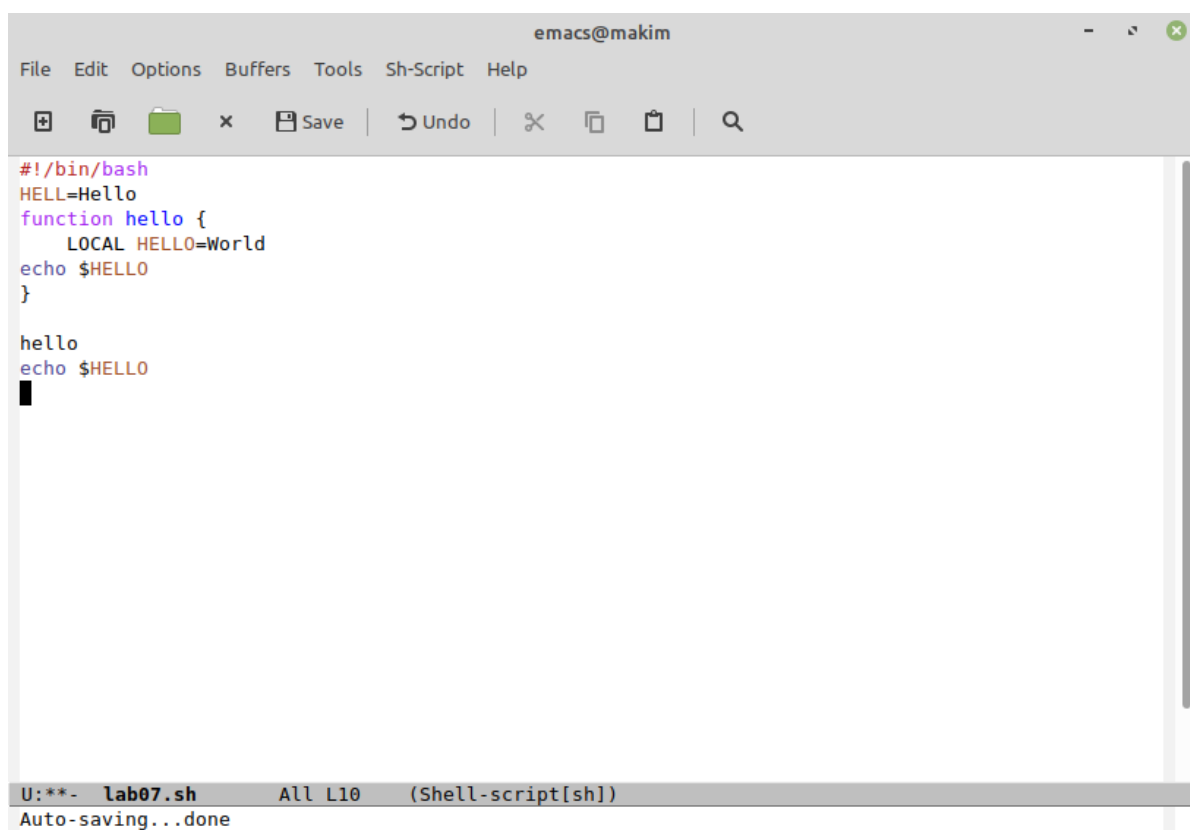 emacs@makim
File Edit Options Buffers Tools Sh-Script Help
Save Undo
#!/bin/bash
HELL=Hello
function hello {
    LOCAL HELLO=World
echo $HELLO
}

hello
echo $HELLO
U:**-  lab07.sh       All L10    (Shell-script[sh])
Auto-saving...done